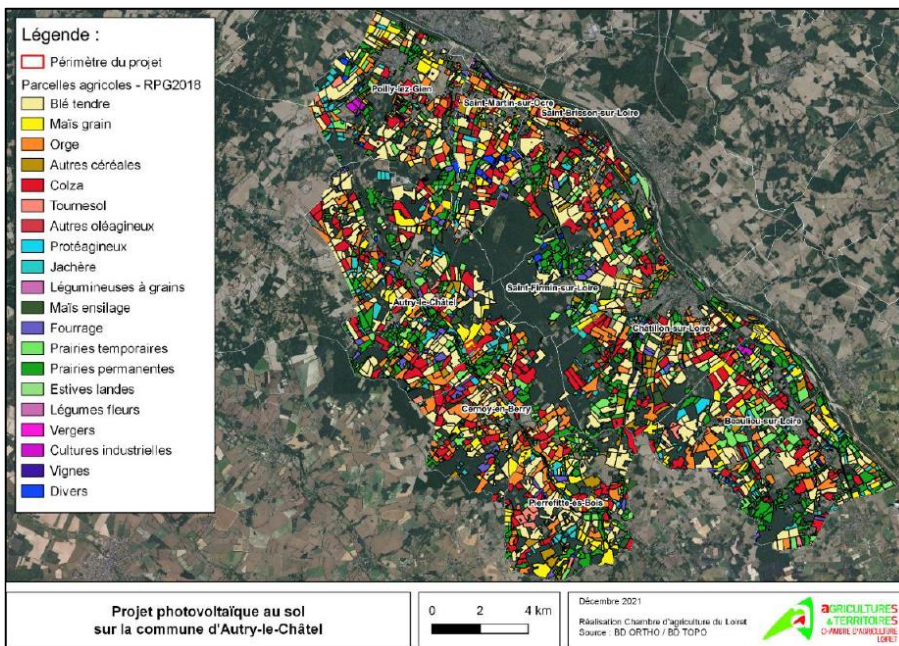 Légende :
Périmètre du projet
Parcelles agricoles - RPG2018
Blé tendre
Maïs grain
Orge
Autres céréales
Colza
Tournesol
Autres oléagineux
Protéagineux
Jachère
Légumineuses à grains
Maïs ensilage
Fourrage
Prairies temporaires
Prairies permanentes
Estives landes
Légumes fleurs
Vergers
Cultures industrielles
Vignes
Divers
Poilly-lez-Gien
Saint-Martin-sur-Ocre
Saint-Brisson-sur-Loire
Saint-Firmin-sur-Loire
Autry-le-Châtel
Châtillon-sur-Loire
Cernoy-en-Berry
Beaulieu-sur-Loire
Pierrefitte-ès-Bois
Projet photovoltaïque au sol
sur la commune d'Autry-le-Châtel
0 2 4 km
Décembre 2021
Réalisation Chambre d'agriculture du Loiret
Source : BD ORTHO / BD TOPO
aGRICULTURES
& TERRITOIRES
CHAMBRE D'AGRICULTURE
LOIRET